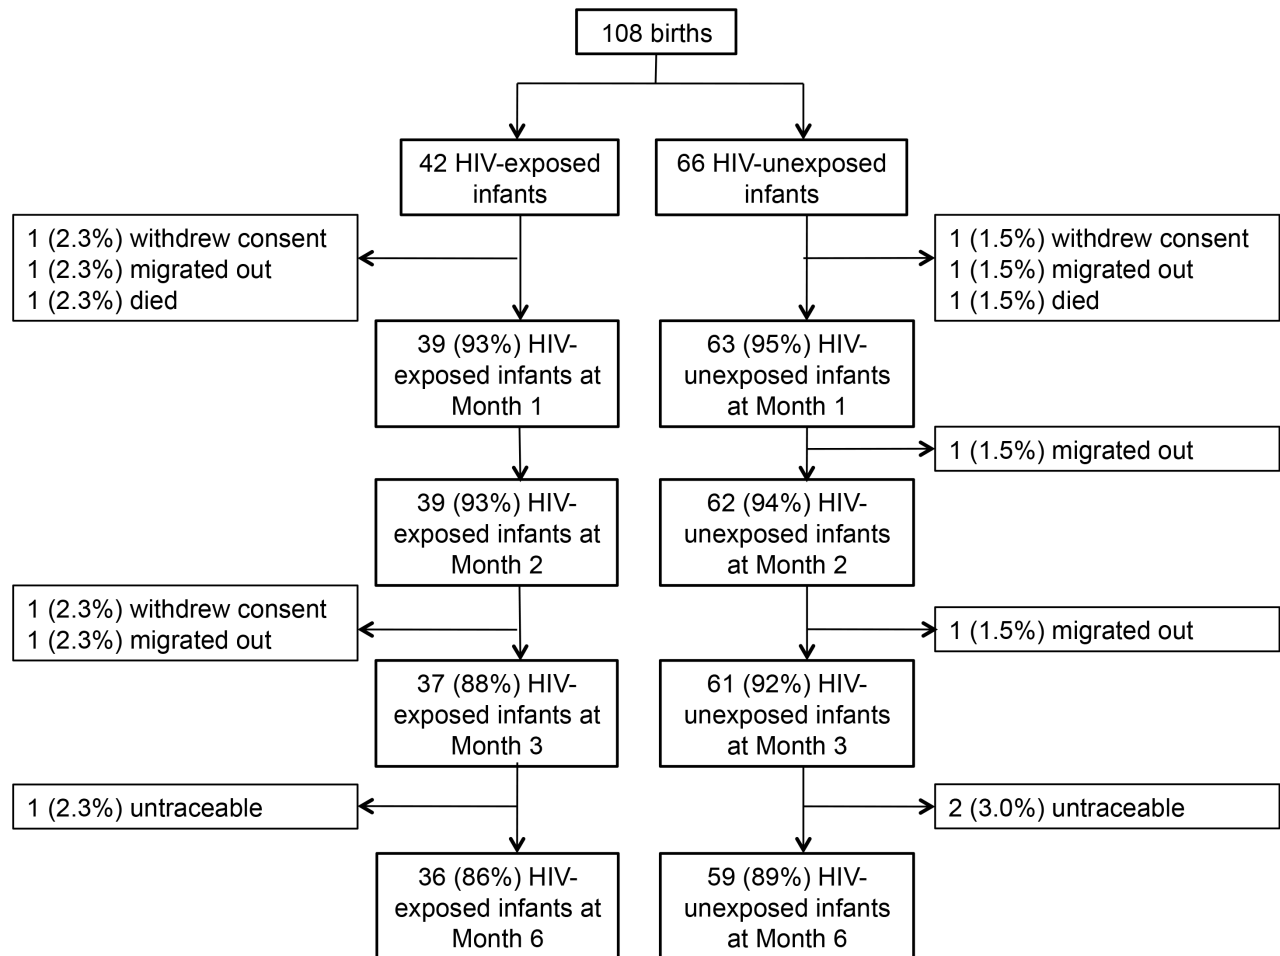 108 births
42 HIV-exposed
infants
66 HIV-unexposed
infants
1 (2.3%) withdrew consent
1 (2.3%) migrated out
1 (2.3%) died
1 (1.5%) withdrew consent
1 (1.5%) migrated out
1 (1.5%) died
39 (93%) HIV-
exposed infants at
Month 1
63 (95%) HIV-
unexposed infants
at Month 1
1 (1.5%) migrated out
39 (93%) HIV-
exposed infants at
Month 2
62 (94%) HIV-
unexposed infants
at Month 2
1 (2.3%) withdrew consent
1 (2.3%) migrated out
1 (1.5%) migrated out
37 (88%) HIV-
exposed infants at
Month 3
61 (92%) HIV-
unexposed infants
at Month 3
1 (2.3%) untraceable
2 (3.0%) untraceable
36 (86%) HIV-
exposed infants at
Month 6
59 (89%) HIV-
unexposed infants
at Month 6